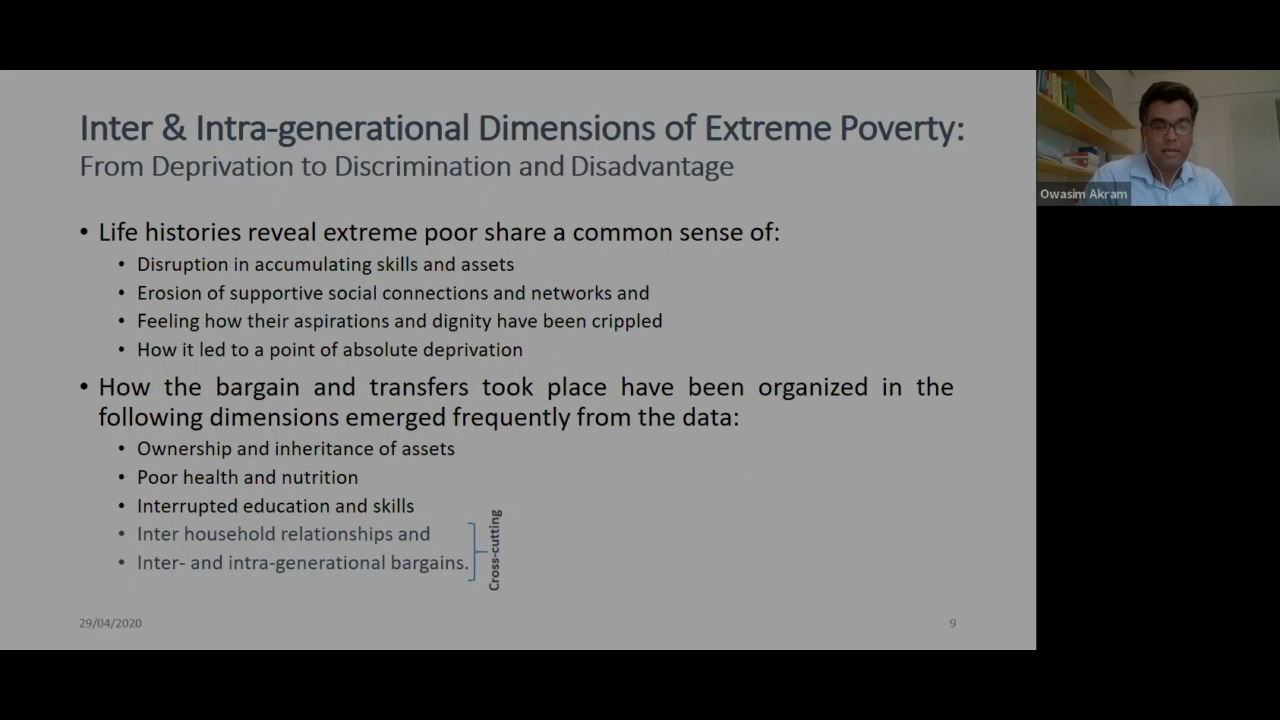 Inter & Intra-generational Dimensions of Extreme Poverty:
From Deprivation to Discrimination and Disadvantage
• Life histories reveal extreme poor share a common sense of:
• Disruption in accumulating skills and assets
• Erosion of supportive social connections and networks and
• Feeling how their aspirations and dignity have been crippled
• How it led to a point of absolute deprivation
• How the bargain and transfers took place have been organized in the
following dimensions emerged frequently from the data:
• Ownership and inheritance of assets
• Poor health and nutrition
• Interrupted education and skills
• Inter household relationships and
• Inter- and intra-generational bargains.
Cross-cutting
29/04/2020
9
Owasim Akram